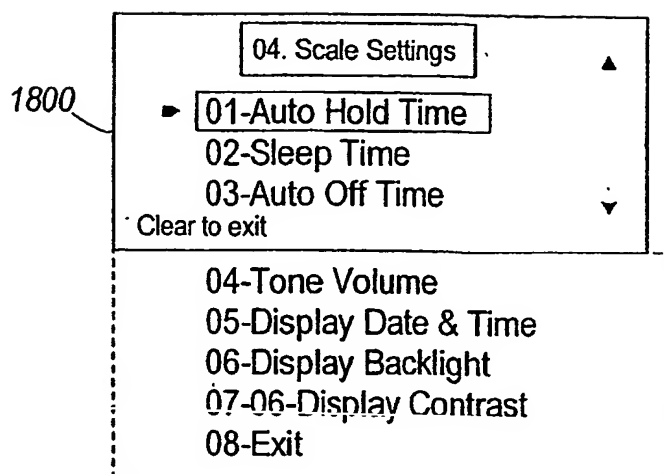 04. Scale Settings
1800
01-Auto Hold Time
02-Sleep Time
03-Auto Off Time
Clear to exit
04-Tone Volume
05-Display Date & Time
06-Display Backlight
07-06-Display Contrast
08-Exit